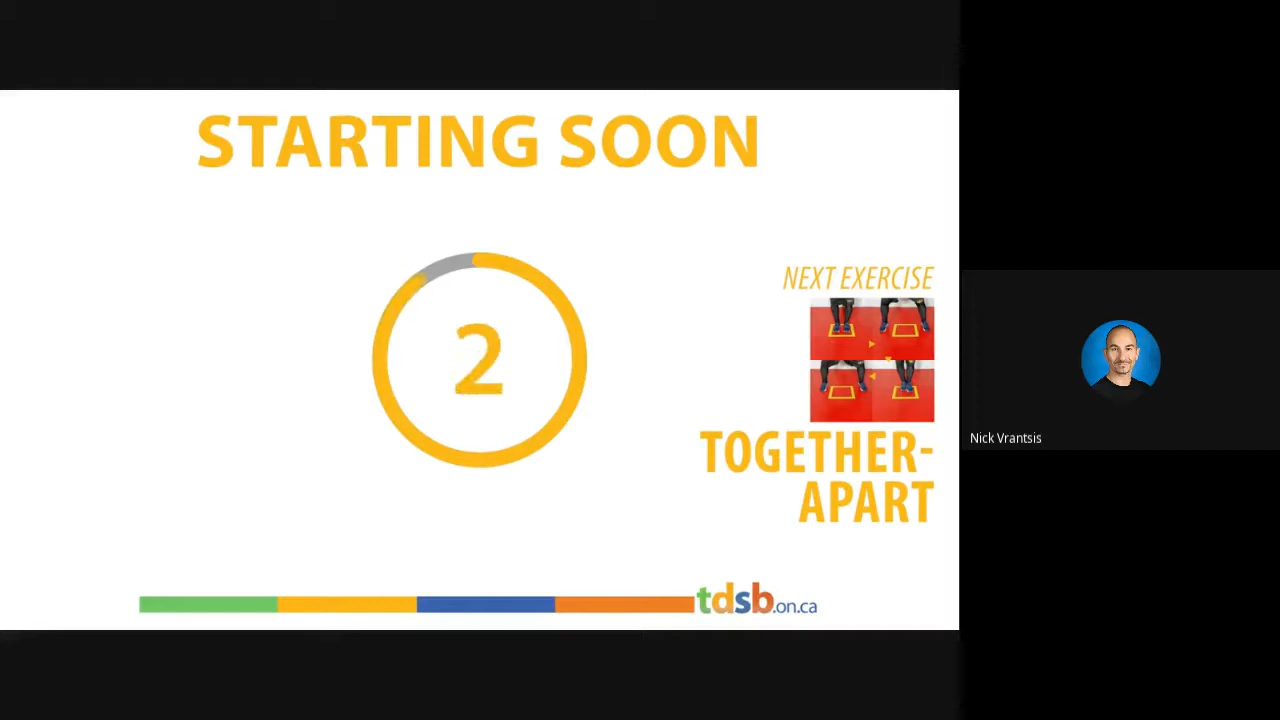 STARTING SOON
2
NEXT EXERCISE
TOGETHER-
APART
tdsb.on.ca
Nick Vrantsis